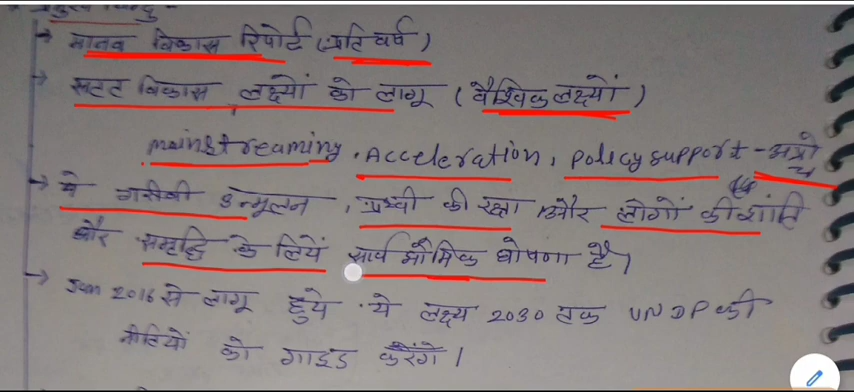 प्रमुख बिन्दु -
→ मानव विकास रिपोर्ट (प्रति वर्ष)
→ सतत विकास लक्ष्यों को लागू (वैश्विक लक्ष्यों)
mainstreaming, Acceleration, Policy support -
→ ये गरीबी उन्मूलन, पृथ्वी की रक्षा और लोगों की शांति
और समृद्धि के लियें सार्वभौमिक घोषणा है।
→ Jan 2016 से लागू हुये ये लक्ष्य 2030 तक UNDP की
नीतियों को गाइड करेंगे।